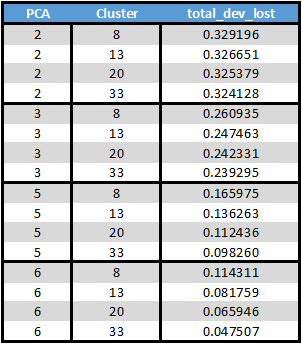 PCA Cluster total_dev_lost
2 8 0.329196
2 13 0.326651
2 20 0.325379
2 33 0.324128
3 8 0.260935
3 13 0.247463
3 20 0.242331
3 33 0.239295
5 8 0.165975
5 13 0.136263
5 20 0.112436
5 33 0.098260
6 8 0.114311
6 13 0.081759
6 20 0.065946
6 33 0.047507